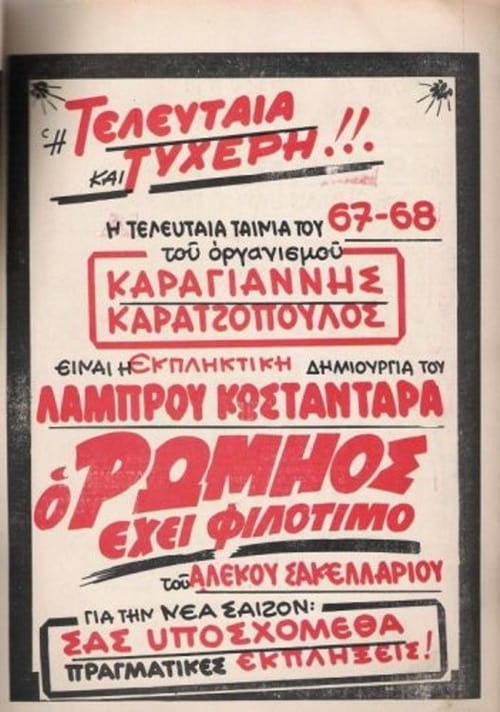 Ἡ ΤΕΛΕΥΤΑΙΑ
ΚΑΙ ΤΥΧΕΡΗ!!!
Η ΤΕΛΕΥΤΑΙΑ ΤΑΙΝΙΑ ΤΟΥ 67-68
τοῦ ὀργανισμοῦ
ΚΑΡΑΓΙΑΝΝΗΣ
ΚΑΡΑΤΖΟΠΟΥΛΟΣ
ΕΙΝΑΙ Η ΕΚΠΛΗΚΤΙΚΗ ΔΗΜΙΟΥΡΓΙΑ ΤΟΥ
ΛΑΜΠΡΟΥ ΚΩΣΤΑΝΤΑΡΑ
ὁ ΡΩΜΗΟΣ
ΕΧΕΙ ΦΙΛΟΤΙΜΟ
τοῦ ΑΛΕΚΟΥ ΣΑΚΕΛΛΑΡΙΟΥ
ΓΙΑ ΤΗΝ ΝΕΑ ΣΑΙΖΟΝ:
ΣΑΣ ΥΠΟΣΧΟΜΕΘΑ
ΠΡΑΓΜΑΤΙΚΕΣ ΕΚΠΛΗΞΕΙΣ!